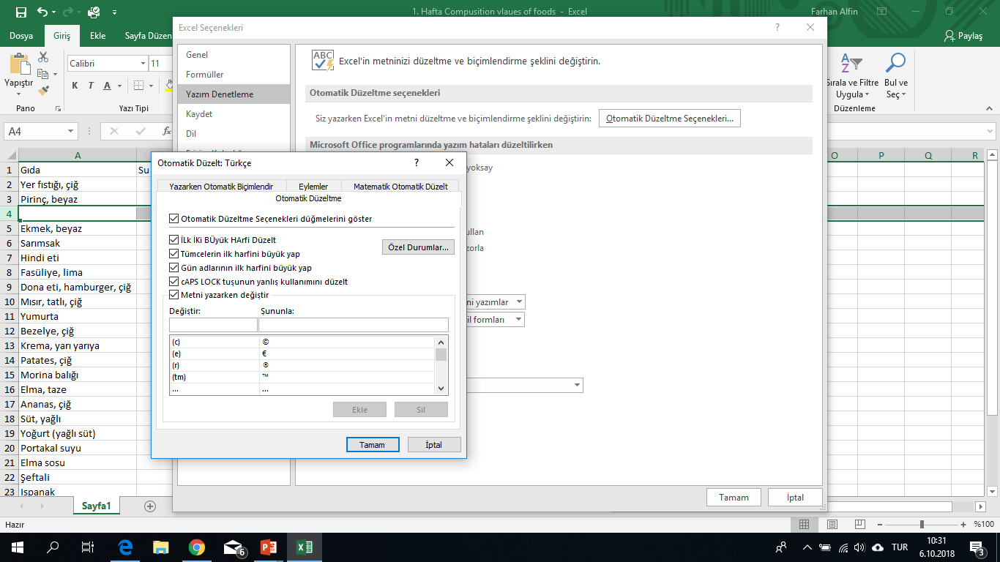 1. Hafta Compusition vlaues of foods - Excel
Farhan Alfin
Dosya
Giriş
Ekle
Sayfa Düzen
Paylaş
Yapıştır
Pano
Calibri
11
K T A
Yazı Tipi
Sırala ve Filtre
Uygula
Bul ve
Seç
Düzenleme
A4
fx
Excel Seçenekleri
?
Genel
Formüller
Yazım Denetleme
Kaydet
Dil
ABC
Excel'in metninizi düzeltme ve biçimlendirme şeklini değiştirin.
Otomatik Düzeltme seçenekleri
Siz yazarken Excel'in metni düzeltme ve biçimlendirme şeklini değiştirin:
Otomatik Düzeltme Seçenekleri...
Microsoft Office programlarında yazım hataları düzeltilirken
yoksay
ullan
zorla
ni yazımlar
il formları
Tamam
İptal
Otomatik Düzelt: Türkçe
?
Yazarken Otomatik Biçimlendir
Eylemler
Matematik Otomatik Düzelt
Otomatik Düzeltme
Otomatik Düzeltme Seçenekleri düğmelerini göster
İLk İKi BÜyük HArfi Düzelt
Özel Durumlar...
Tümcelerin ilk harfini büyük yap
Gün adlarının ilk harfini büyük yap
cAPS LOCK tuşunun yanlış kullanımını düzelt
Metni yazarken değiştir
Değiştir:
Şununla:
(c) ©
(e) €
(r) ®
(tm) ™
... …
Ekle
Sil
Tamam
İptal
A
O P Q R
1 Gıda Su
2 Yer fıstığı, çiğ
3 Pirinç, beyaz
4
5 Ekmek, beyaz
6 Sarımsak
7 Hindi eti
8 Fasüliye, lima
9 Dona eti, hamburger, çiğ
10 Mısır, tatlı, çiğ
11 Yumurta
12 Bezelye, çiğ
13 Krema, yarı yarıya
14 Patates, çiğ
15 Morina balığı
16 Elma, taze
17 Ananas, çiğ
18 Süt, yağlı
19 Yoğurt (yağlı süt)
20 Portakal suyu
21 Elma sosu
22 Şeftali
23 Ispanak
Sayfa1
Hazır
%100
6
TUR
10:31
6.10.2018
3